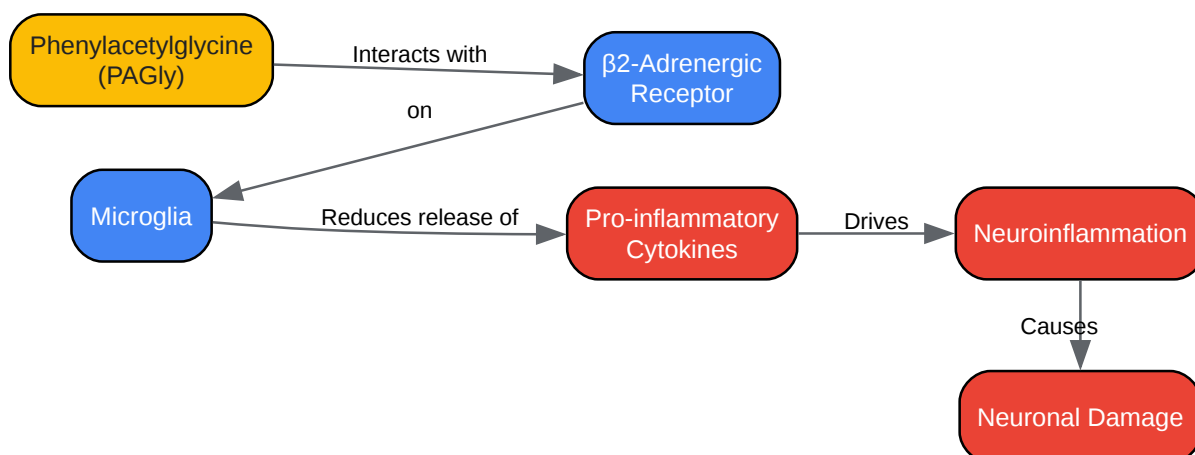 Phenylacetylglycine
(PAGly)
Interacts with
β2-Adrenergic
Receptor
on
Microglia
Reduces release of
Pro-inflammatory
Cytokines
Drives
Neuroinflammation
Causes
Neuronal Damage